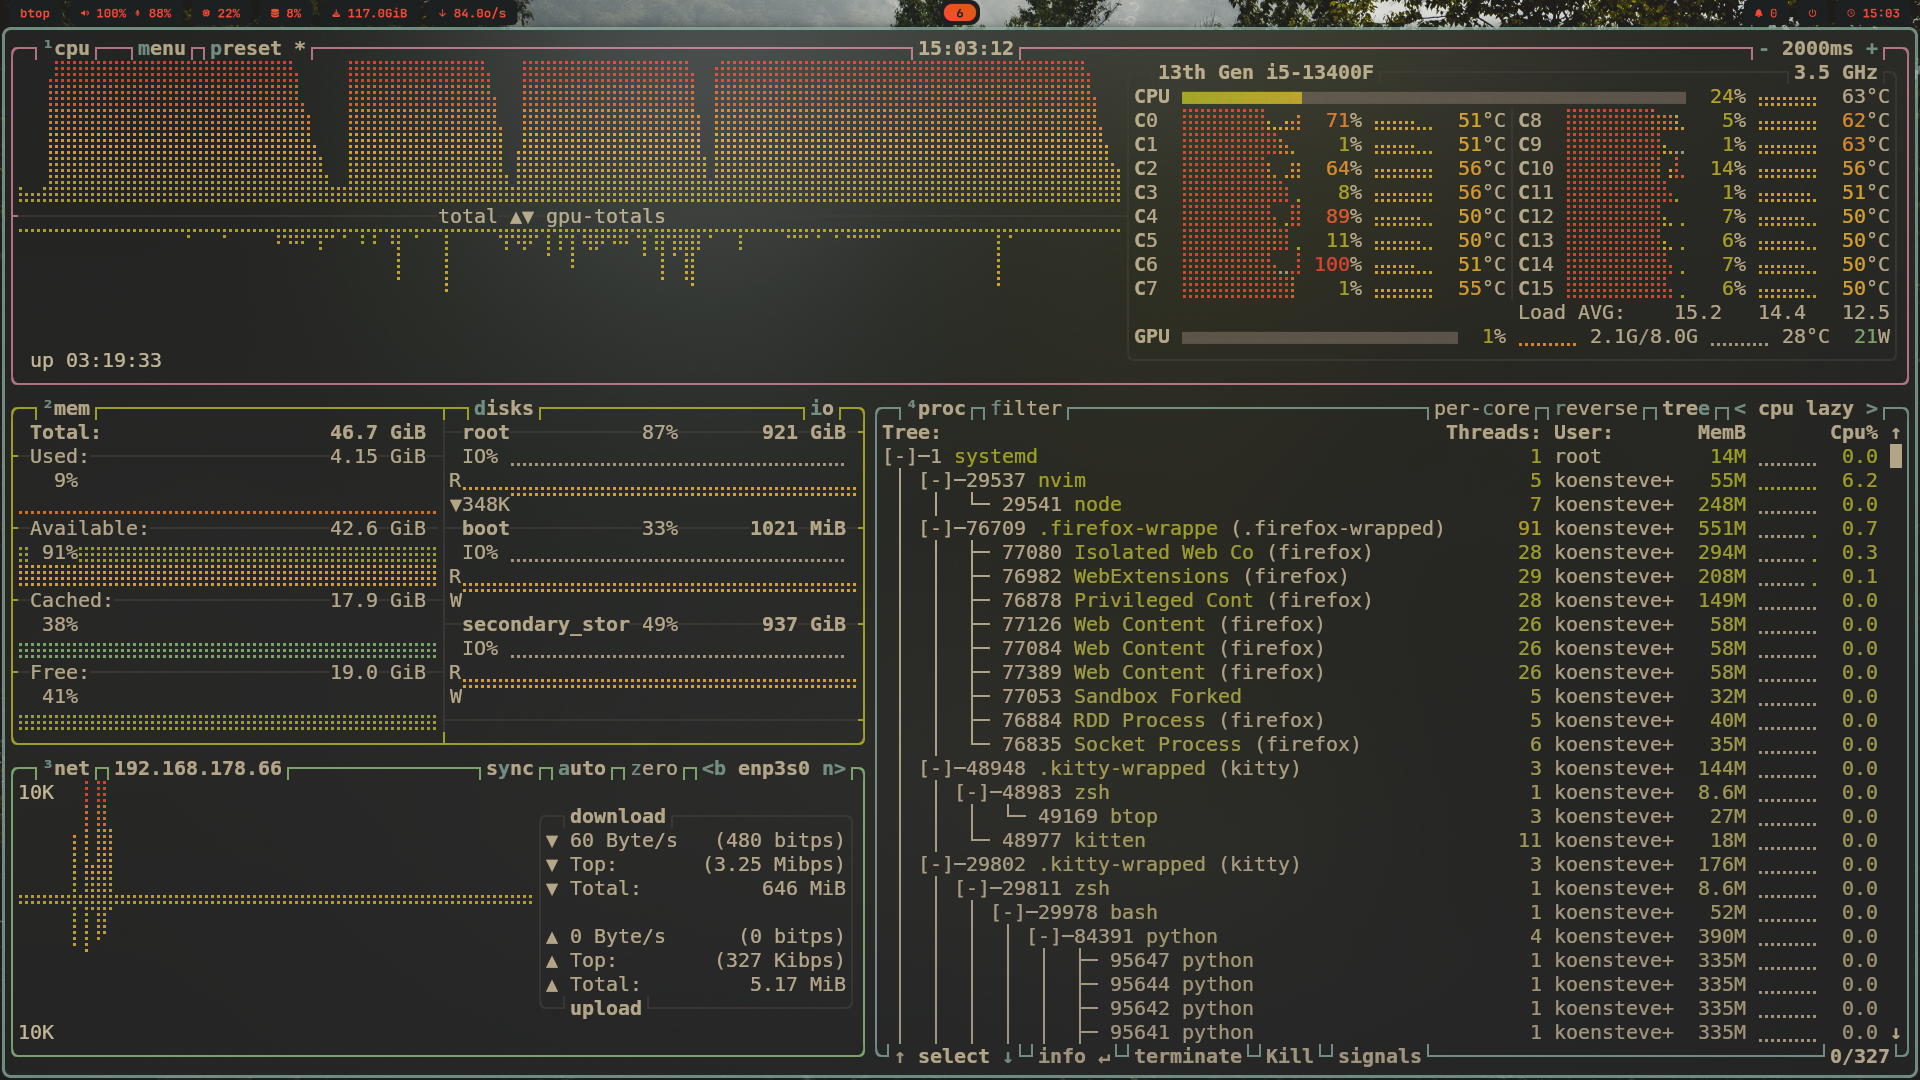 btop 100% 88% 22% 8% 117.0GiB ↓ 84.0o/s 6 0 15:03
¹cpu menu preset * 15:03:12 - 2000ms +
13th Gen i5-13400F 3.5 GHz
CPU 24% 63°C
C0 71% 51°C C8 5% 62°C
C1 1% 51°C C9 1% 63°C
C2 64% 56°C C10 14% 56°C
C3 8% 56°C C11 1% 51°C
total ▲▼ gpu-totals C4 89% 50°C C12 7% 50°C
C5 11% 50°C C13 6% 50°C
C6 100% 51°C C14 7% 50°C
C7 1% 55°C C15 6% 50°C
Load AVG: 15.2 14.4 12.5
GPU 1% 2.1G/8.0G 28°C 21W
up 03:19:33
²mem disks io
Total: 46.7 GiB root 87% 921 GiB
Used: 4.15 GiB IO%
9% R
▼348K
Available: 42.6 GiB boot 33% 1021 MiB
91% IO%
R
Cached: 17.9 GiB W
38% secondary_stor 49% 937 GiB
IO%
Free: 19.0 GiB R
41% W
³net 192.168.178.66 sync auto zero <b enp3s0 n>
10K
download
▼ 60 Byte/s (480 bitps)
▼ Top: (3.25 Mibps)
▼ Total: 646 MiB
▲ 0 Byte/s (0 bitps)
▲ Top: (327 Kibps)
▲ Total: 5.17 MiB
upload
10K
⁴proc filter per-core reverse tree < cpu lazy >
Tree: Threads: User: MemB Cpu% ↑
[-]─1 systemd 1 root 14M 0.0
[-]─29537 nvim 5 koensteve+ 55M 6.2
└─ 29541 node 7 koensteve+ 248M 0.0
[-]─76709 .firefox-wrappe (.firefox-wrapped) 91 koensteve+ 551M 0.7
├─ 77080 Isolated Web Co (firefox) 28 koensteve+ 294M 0.3
├─ 76982 WebExtensions (firefox) 29 koensteve+ 208M 0.1
├─ 76878 Privileged Cont (firefox) 28 koensteve+ 149M 0.0
├─ 77126 Web Content (firefox) 26 koensteve+ 58M 0.0
├─ 77084 Web Content (firefox) 26 koensteve+ 58M 0.0
├─ 77389 Web Content (firefox) 26 koensteve+ 58M 0.0
├─ 77053 Sandbox Forked 5 koensteve+ 32M 0.0
├─ 76884 RDD Process (firefox) 5 koensteve+ 40M 0.0
└─ 76835 Socket Process (firefox) 6 koensteve+ 35M 0.0
[-]─48948 .kitty-wrapped (kitty) 3 koensteve+ 144M 0.0
[-]─48983 zsh 1 koensteve+ 8.6M 0.0
└─ 49169 btop 3 koensteve+ 27M 0.0
└─ 48977 kitten 11 koensteve+ 18M 0.0
[-]─29802 .kitty-wrapped (kitty) 3 koensteve+ 176M 0.0
[-]─29811 zsh 1 koensteve+ 8.6M 0.0
[-]─29978 bash 1 koensteve+ 52M 0.0
[-]─84391 python 4 koensteve+ 390M 0.0
├─ 95647 python 1 koensteve+ 335M 0.0
├─ 95644 python 1 koensteve+ 335M 0.0
├─ 95642 python 1 koensteve+ 335M 0.0
├─ 95641 python 1 koensteve+ 335M 0.0 ↓
↑ select ↓ info ↵ terminate Kill signals 0/327